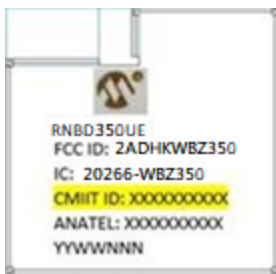 RNBD350UE
FCC ID: 2ADHKWBZ350
IC: 20266-WBZ350
CMIIT ID: XXXXXXXXXX
ANATEL: XXXXXXXXXX
YYWWNNN